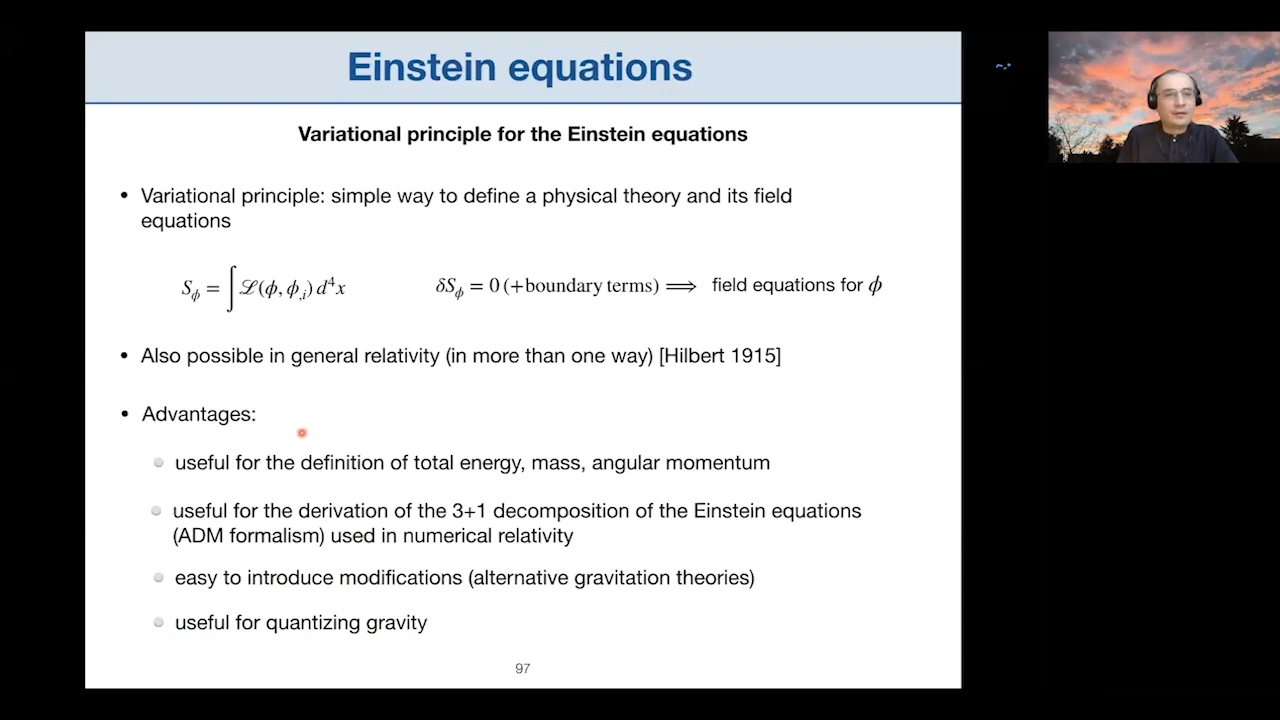 Einstein equations
Variational principle for the Einstein equations
• Variational principle: simple way to define a physical theory and its field
equations
S_ϕ = ∫ ℒ(ϕ, ϕ_{,i}) d⁴x    δS_ϕ = 0 (+boundary terms) ⟹ field equations for ϕ
• Also possible in general relativity (in more than one way) [Hilbert 1915]
• Advantages:
useful for the definition of total energy, mass, angular momentum
useful for the derivation of the 3+1 decomposition of the Einstein equations
(ADM formalism) used in numerical relativity
easy to introduce modifications (alternative gravitation theories)
useful for quantizing gravity
97